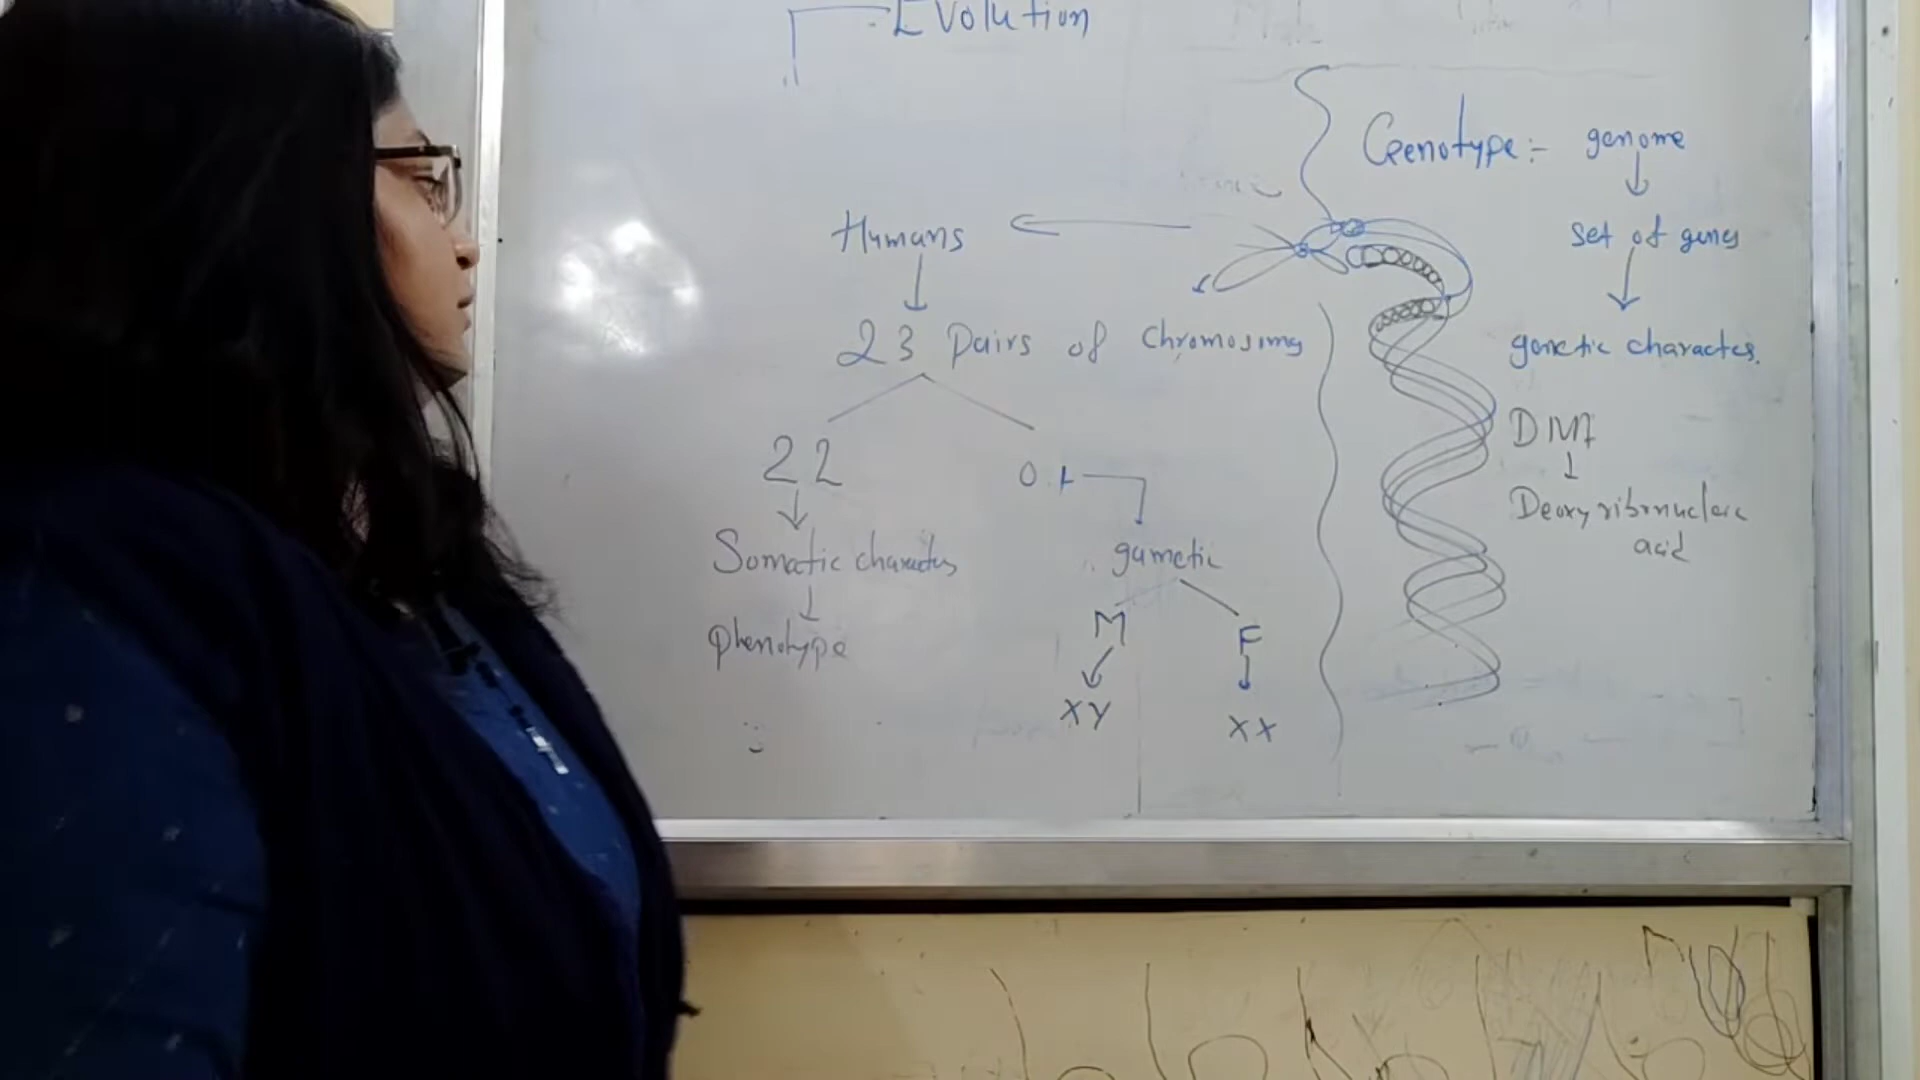 Evolution
Genotype :- genome
set of genes
genetic characters.
DNA
Deoxyribonucleic
acid
Humans
23 Pairs of Chromosomes
22
01
Somatic characters
Phenotype
gametic
M
F
XY
XX